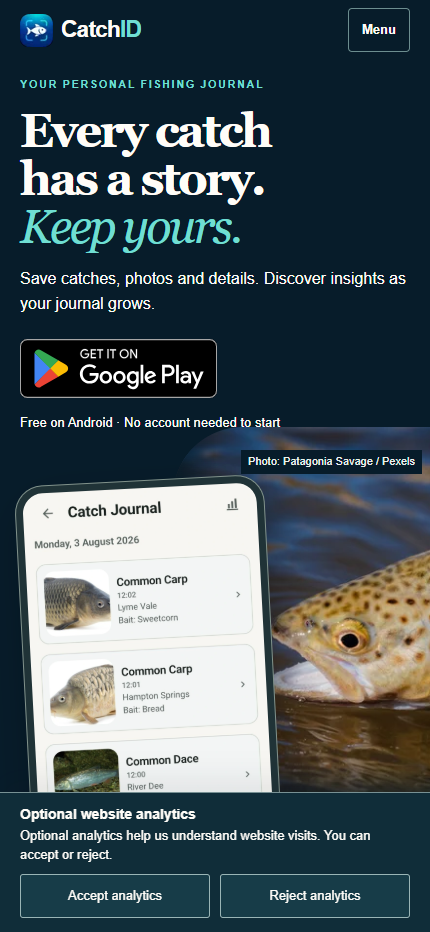 CatchID
Menu
YOUR PERSONAL FISHING JOURNAL
Every catch
has a story.
Keep yours.
Save catches, photos and details. Discover insights as
your journal grows.
GET IT ON
Google Play
Free on Android · No account needed to start
Photo: Patagonia Savage / Pexels
Catch Journal
Monday, 3 August 2026
Common Carp
12:02
Lyme Vale
Bait: Sweetcorn
Common Carp
12:01
Hampton Springs
Bait: Bread
Common Dace
12:00
River Dee
Optional website analytics
Optional analytics help us understand website visits. You can
accept or reject.
Accept analytics
Reject analytics